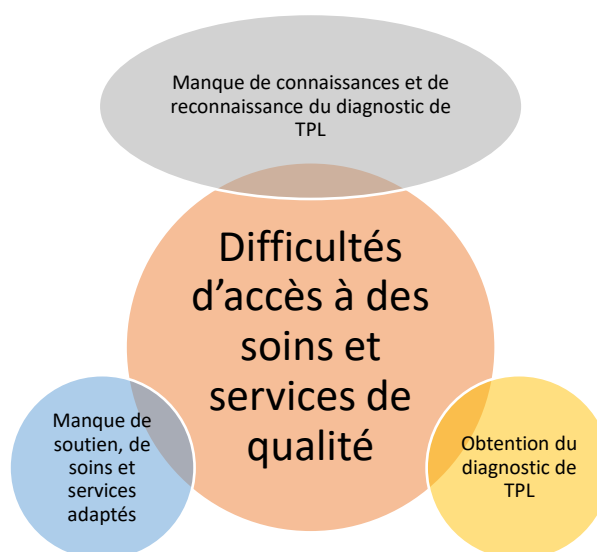 Manque de connaissances et de
reconnaissance du diagnostic de
TPL
Difficultés
d'accès à des
soins et
services de
qualité
Manque de
soutien, de
soins et
services
adaptés
Obtention du
diagnostic de
TPL